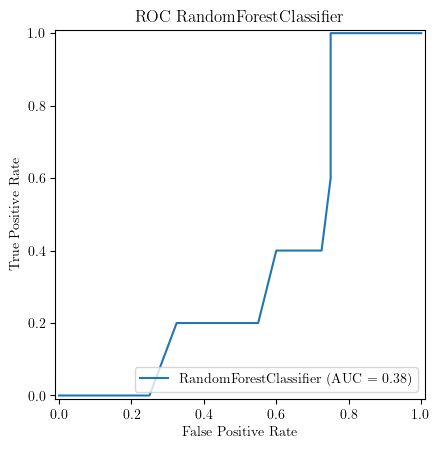 ROC RandomForestClassifier
1.0
0.8
0.6
0.4
0.2
0.0
True Positive Rate
RandomForestClassifier (AUC = 0.38)
0.0 0.2 0.4 0.6 0.8 1.0
False Positive Rate